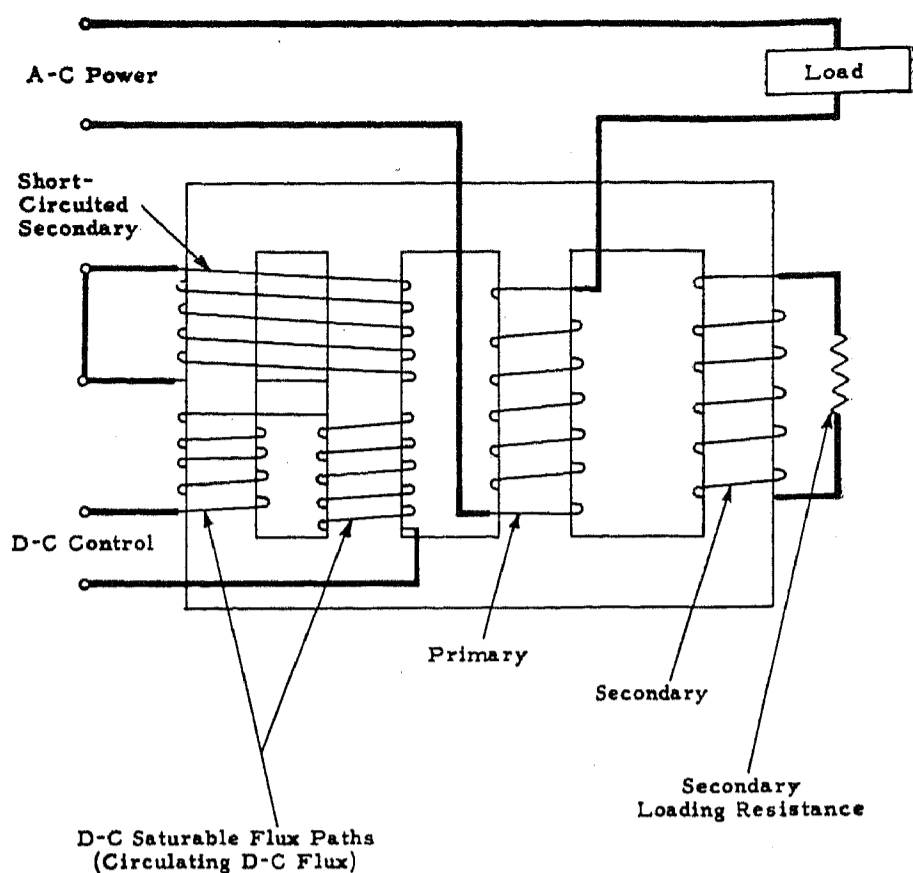 A-C Power
Load
Short-
Circuited
Secondary
D-C Control
Primary
Secondary
Secondary
Loading Resistance
D-C Saturable Flux Paths
(Circulating D-C Flux)